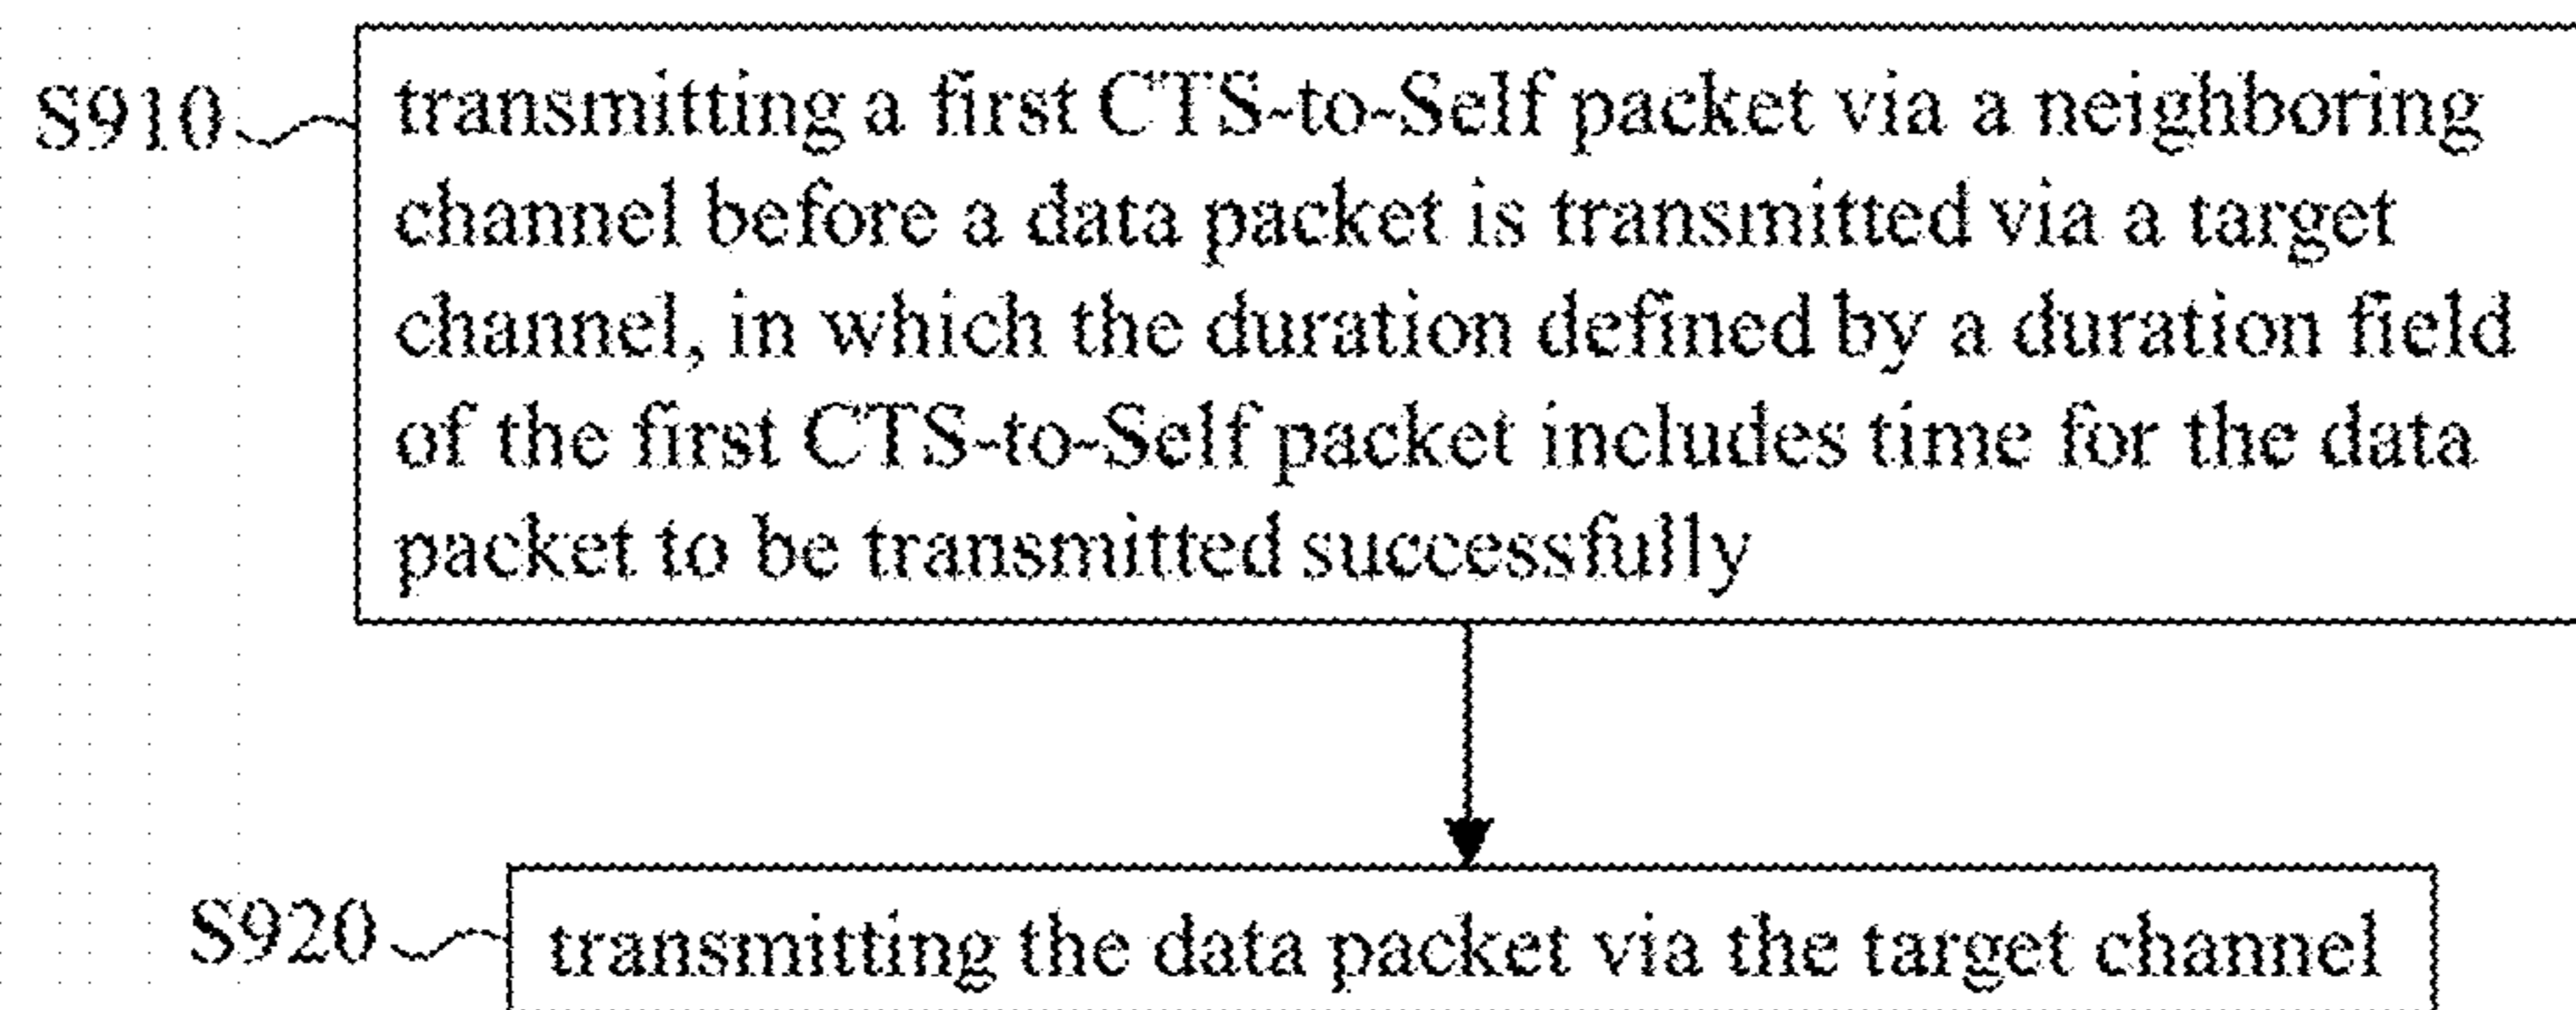 S910
transmitting a first CTS-to-Self packet via a neighboring
channel before a data packet is transmitted via a target
channel, in which the duration defined by a duration field
of the first CTS-to-Self packet includes time for the data
packet to be transmitted successfully
S920
transmitting the data packet via the target channel